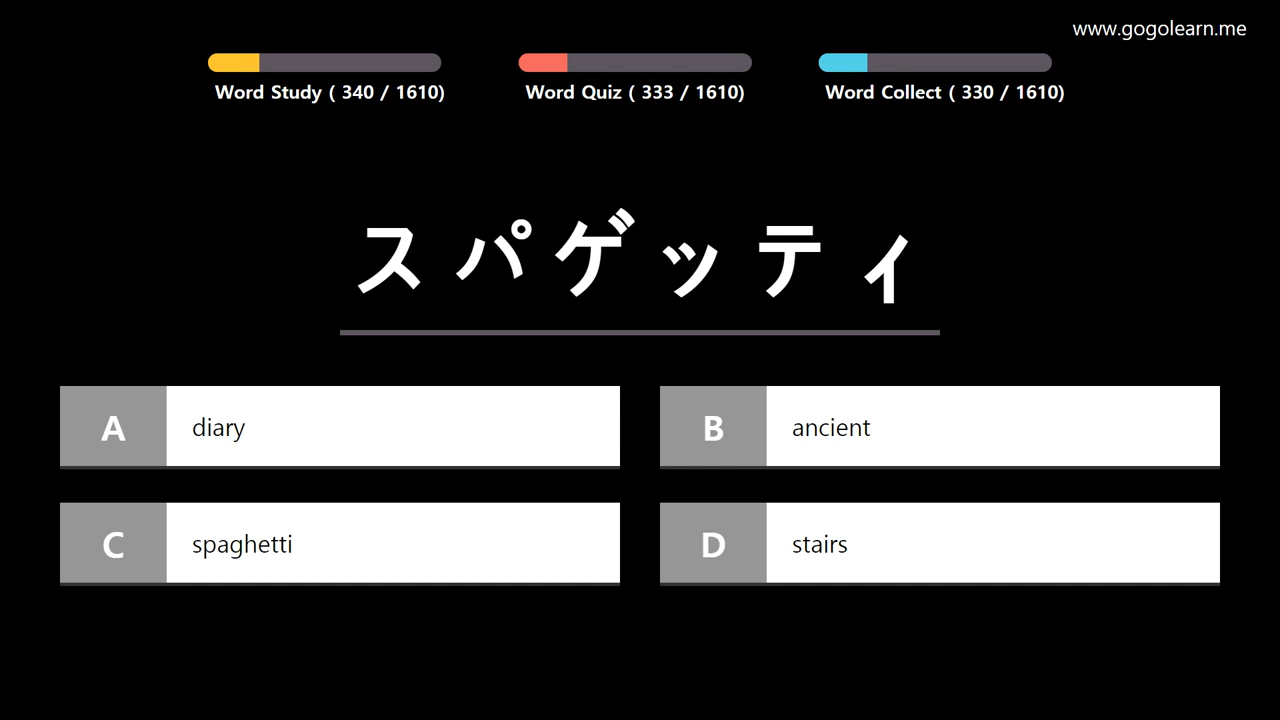 www.gogolearn.me
Word Study ( 340 / 1610)
Word Quiz ( 333 / 1610)
Word Collect ( 330 / 1610)
スパゲッティ
A diary
B ancient
C spaghetti
D stairs